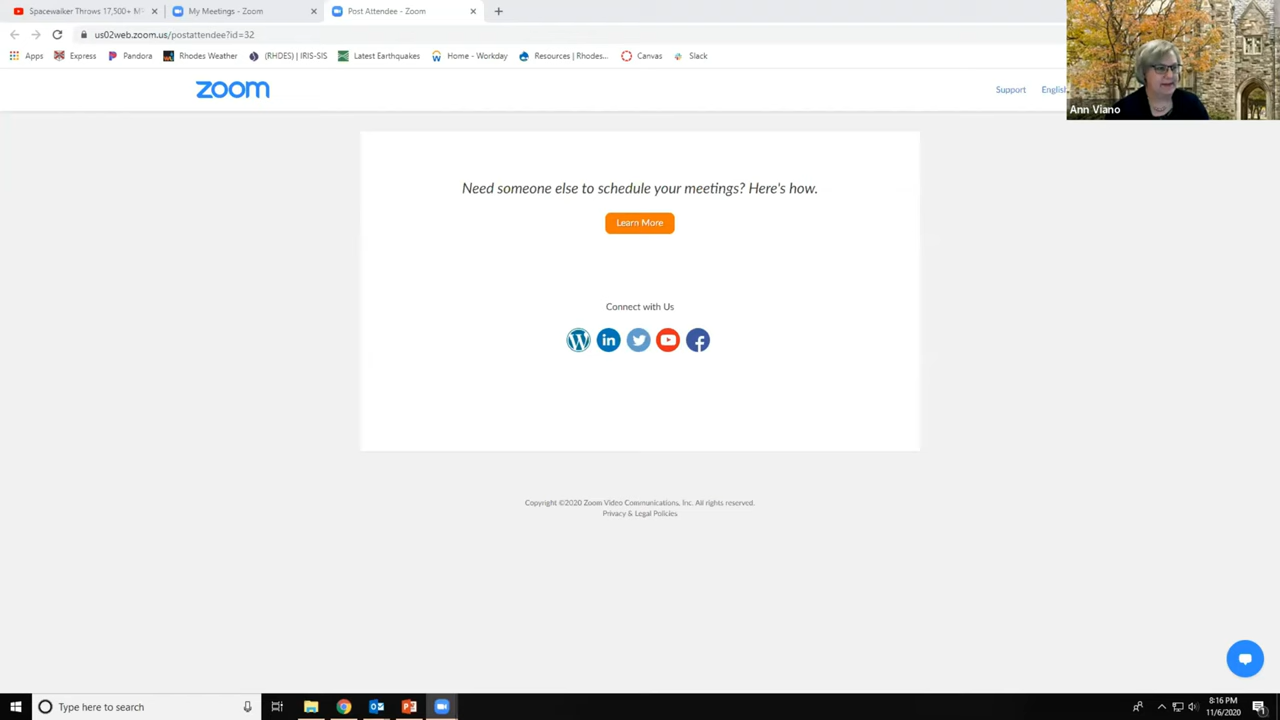 Spacewalker Throws 17,500+ M
My Meetings - Zoom
Post Attendee - Zoom
us02web.zoom.us/postattendee?id=32
Apps
Express
Pandora
Rhodes Weather
(RHDES) | IRIS-SIS
Latest Earthquakes
Home - Workday
Resources | Rhodes...
Canvas
Slack
zoom
Support
English
Ann Viano
Need someone else to schedule your meetings? Here's how.
Learn More
Connect with Us
Copyright ©2020 Zoom Video Communications, Inc. All rights reserved.
Privacy & Legal Policies
Type here to search
8:16 PM
11/6/2020